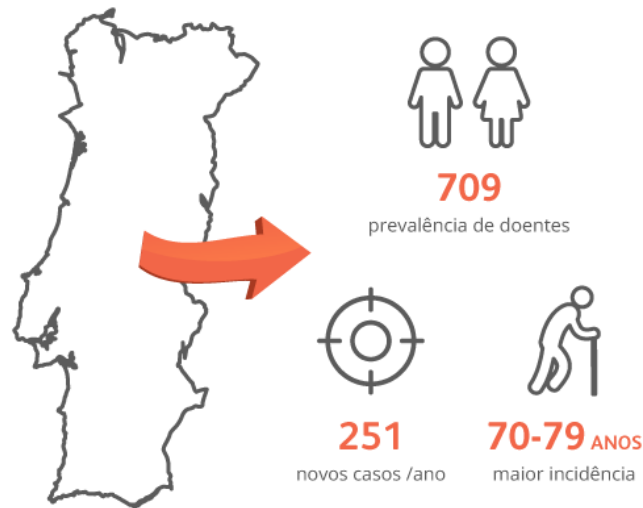 709
prevalência de doentes
251
novos casos /ano
70-79 ANOS
maior incidência